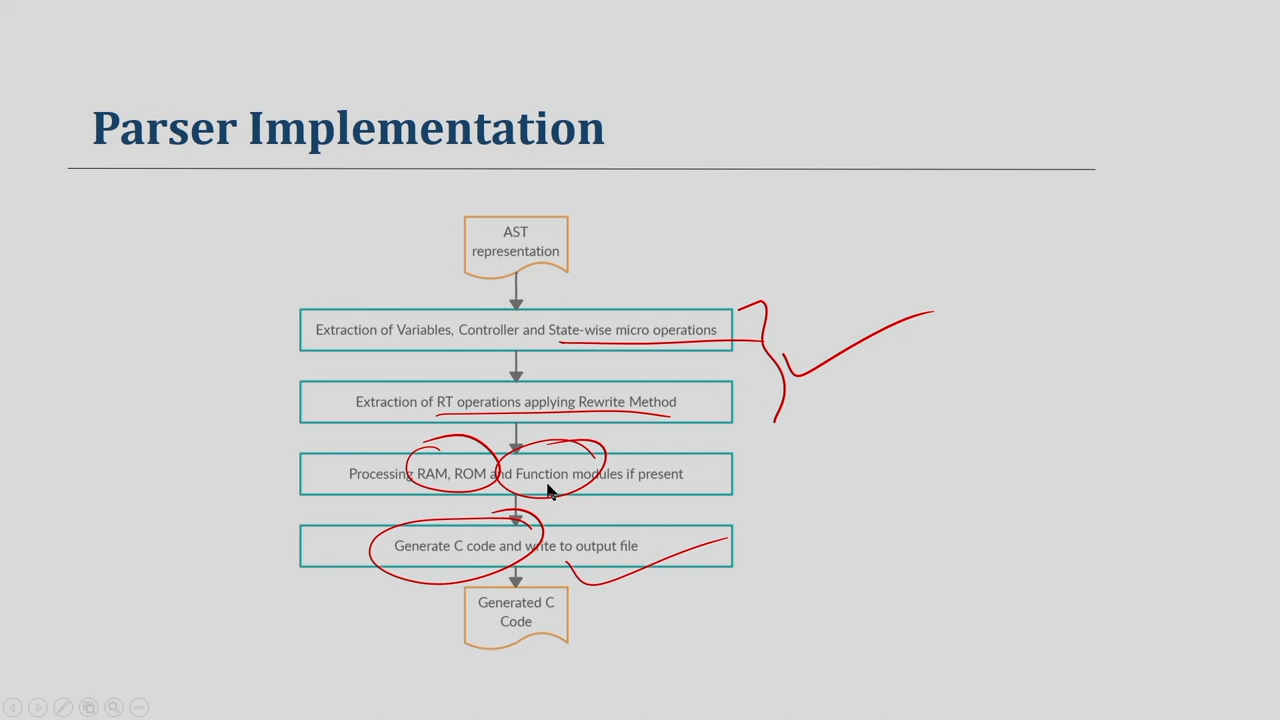 Parser Implementation
AST
representation
Extraction of Variables, Controller and State-wise micro operations
Extraction of RT operations applying Rewrite Method
Processing RAM, ROM and Function modules if present
Generate C code and write to output file
Generated C
Code